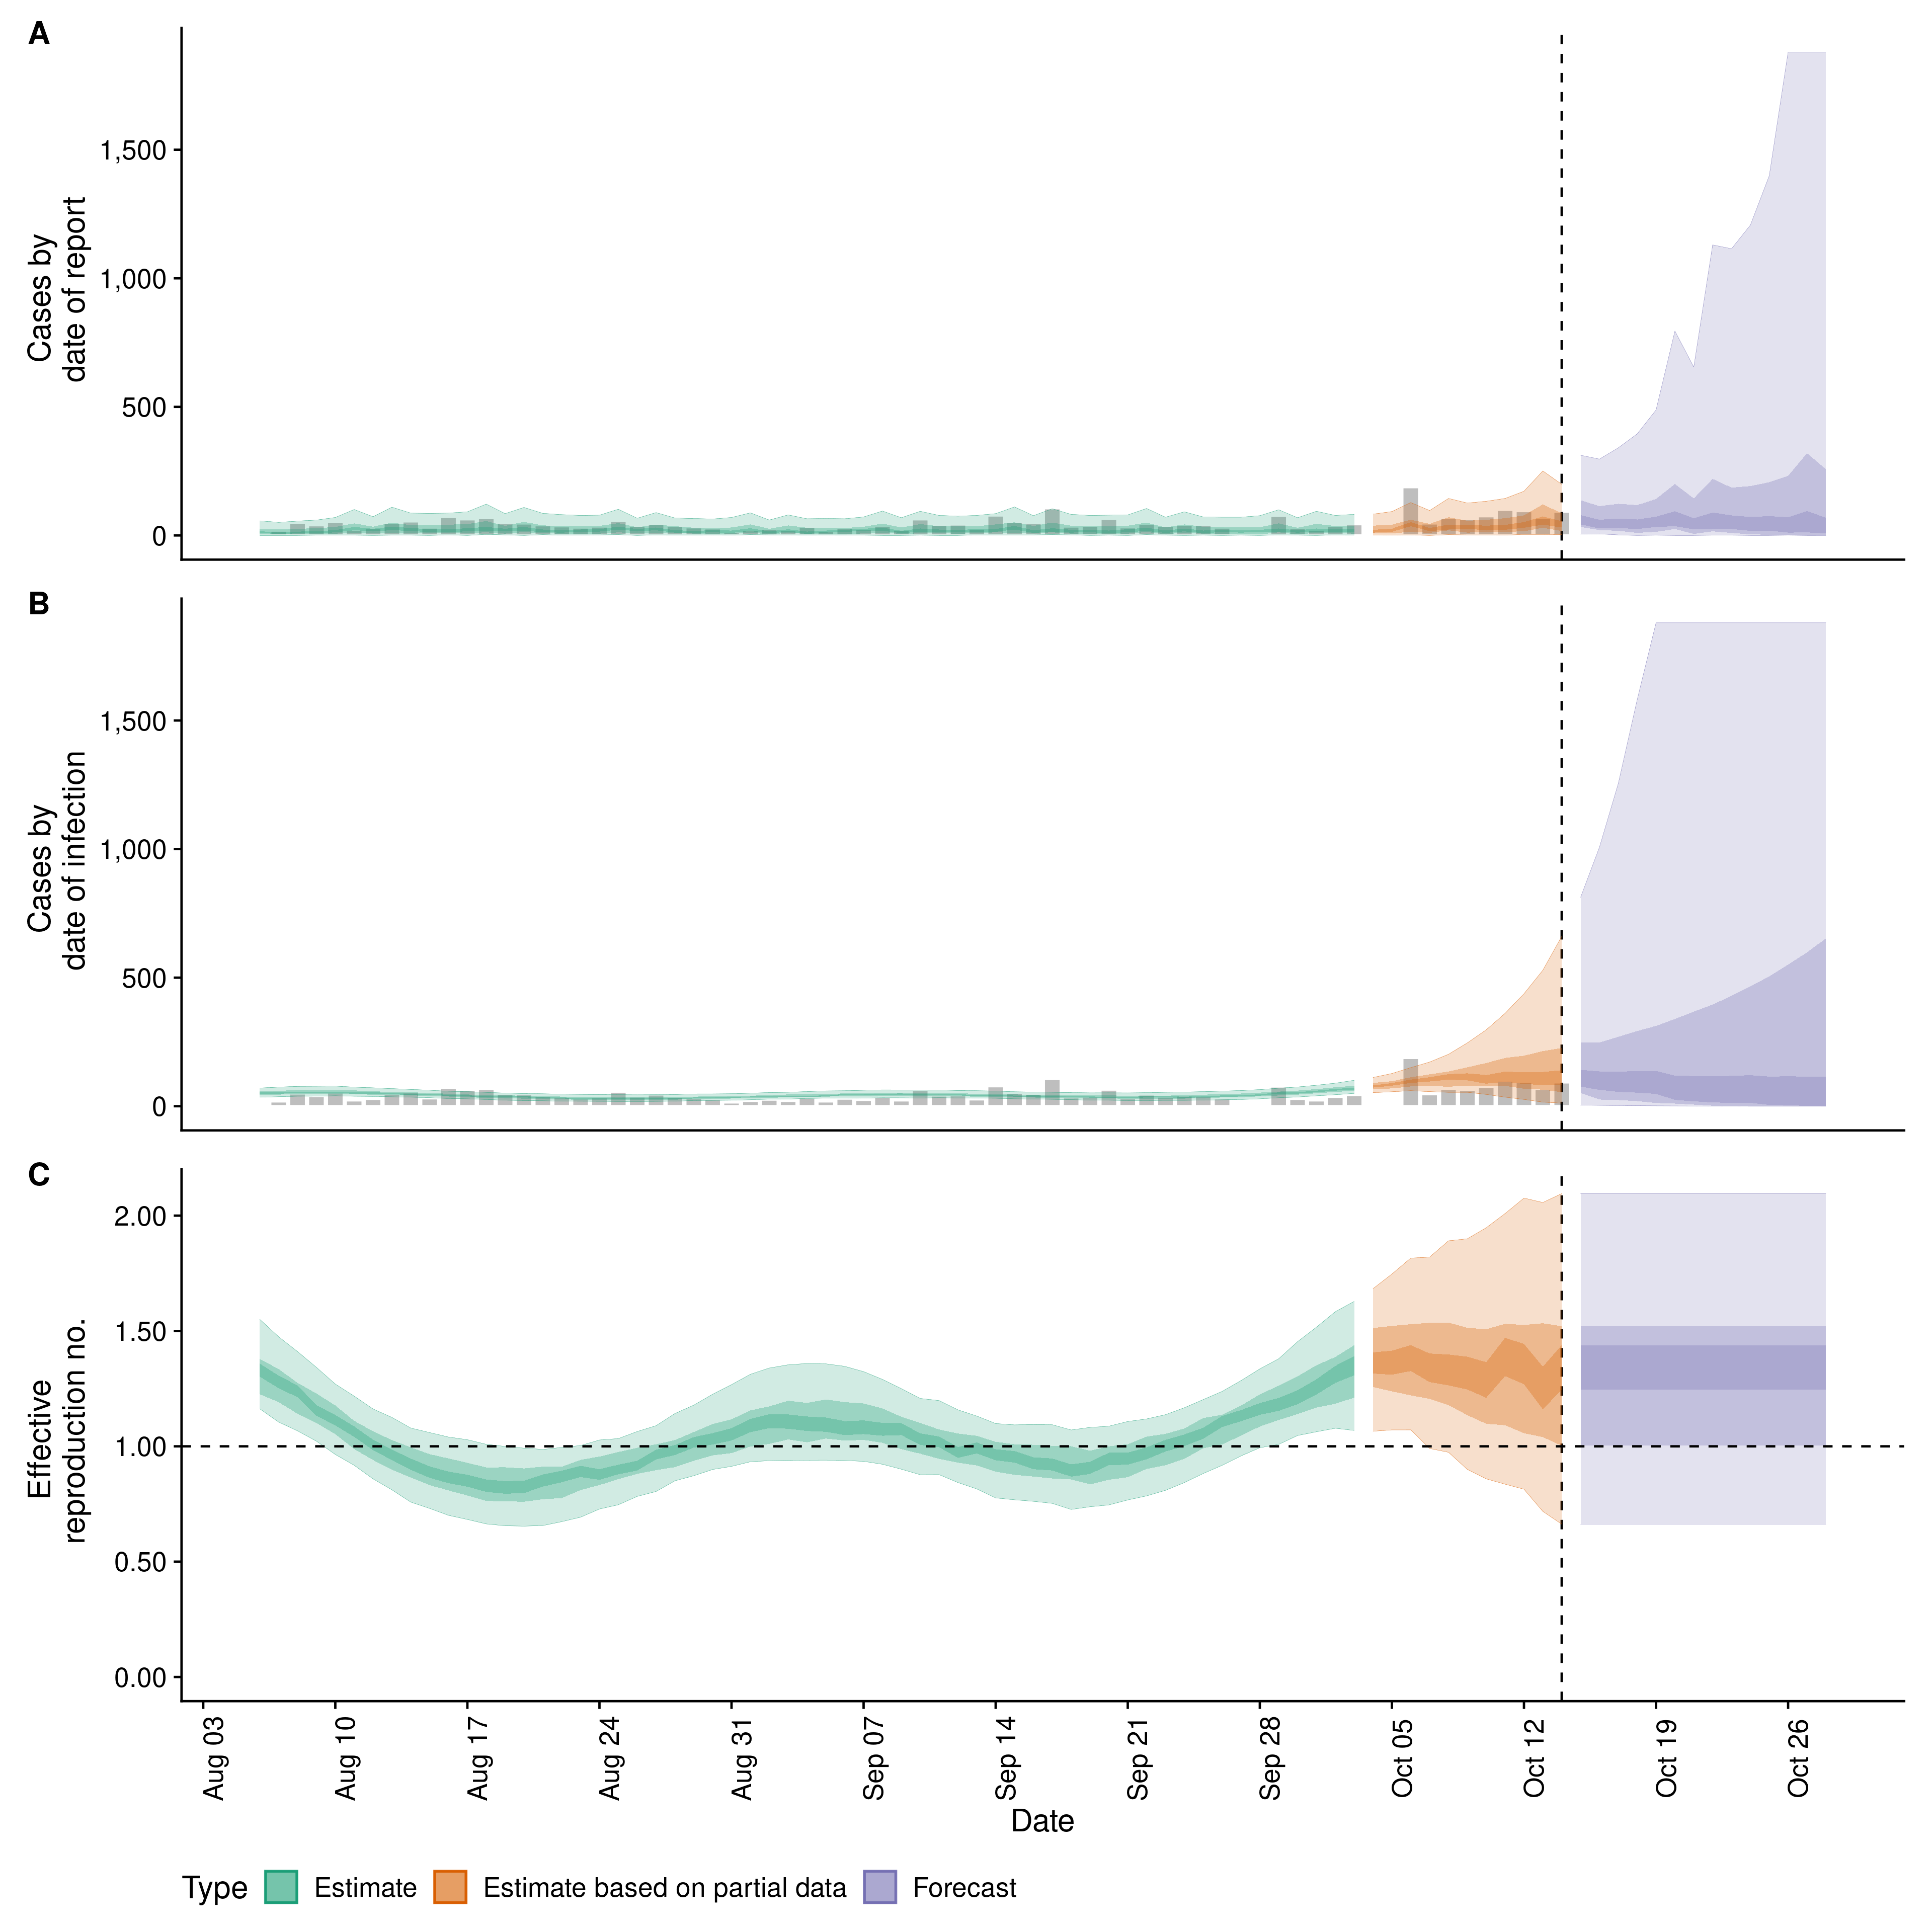 A
Cases by
date of report
1,500
1,000
500
0
B
Cases by
date of infection
1,500
1,000
500
0
C
Effective
reproduction no.
2.00
1.50
1.00
0.50
0.00
Aug 03
Aug 10
Aug 17
Aug 24
Aug 31
Sep 07
Sep 14
Sep 21
Sep 28
Oct 05
Oct 12
Oct 19
Oct 26
Date
Type Estimate Estimate based on partial data Forecast